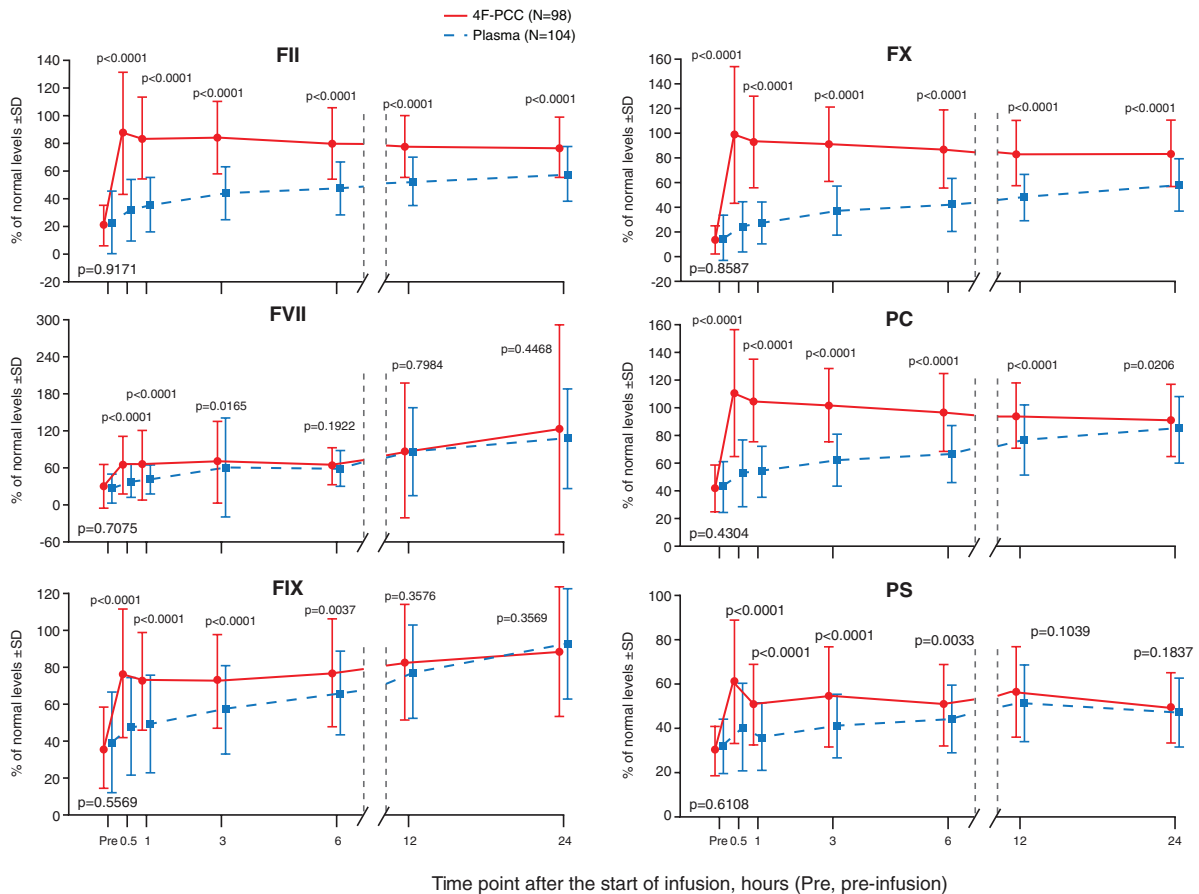 4F-PCC (N=98)
Plasma (N=104)
FII
% of normal levels ±SD
140
120
100
80
60
40
20
0
-20
p<0.0001
p<0.0001
p<0.0001
p<0.0001
p<0.0001
p<0.0001
p=0.9171
FX
% of normal levels ±SD
160
140
120
100
80
60
40
20
0
-20
p<0.0001
p<0.0001
p<0.0001
p<0.0001
p<0.0001
p<0.0001
p=0.8587
FVII
% of normal levels ±SD
300
240
180
120
60
0
-60
p<0.0001
p<0.0001
p=0.0165
p=0.1922
p=0.7984
p=0.4468
p=0.7075
PC
% of normal levels ±SD
160
140
120
100
80
60
40
20
0
p<0.0001
p<0.0001
p<0.0001
p<0.0001
p<0.0001
p=0.0206
p=0.4304
FIX
% of normal levels ±SD
120
100
80
60
40
20
0
p<0.0001
p<0.0001
p<0.0001
p=0.0037
p=0.3576
p=0.3569
p=0.5569
Pre 0.5 1 3 6 12 24
PS
% of normal levels ±SD
100
80
60
40
20
0
p<0.0001
p<0.0001
p<0.0001
p=0.0033
p=0.1039
p=0.1837
p=0.6108
Pre 0.5 1 3 6 12 24
Time point after the start of infusion, hours (Pre, pre-infusion)